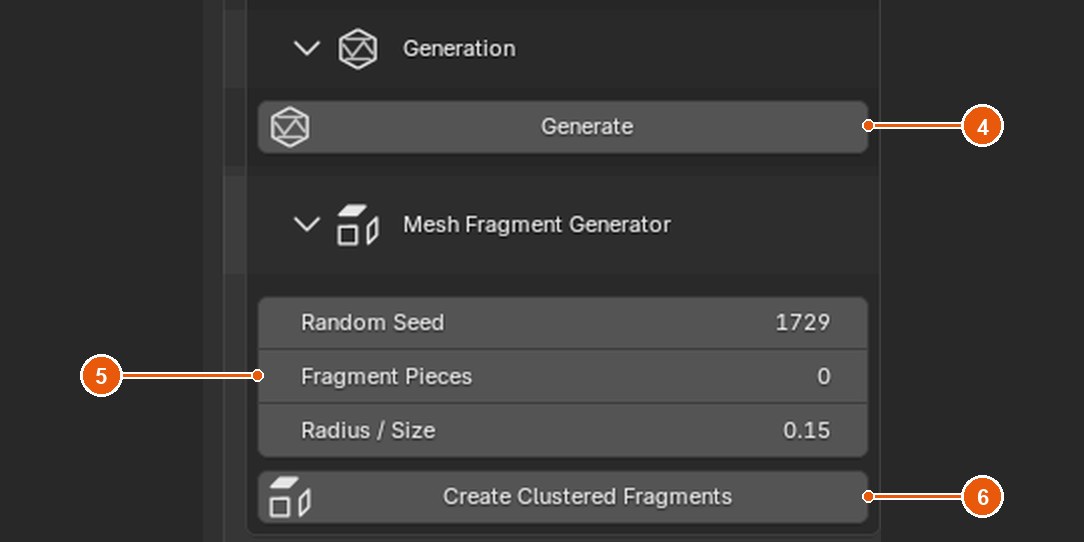 Generation
Generate
4
Mesh Fragment Generator
Random Seed 1729
5
Fragment Pieces 0
Radius / Size 0.15
Create Clustered Fragments
6